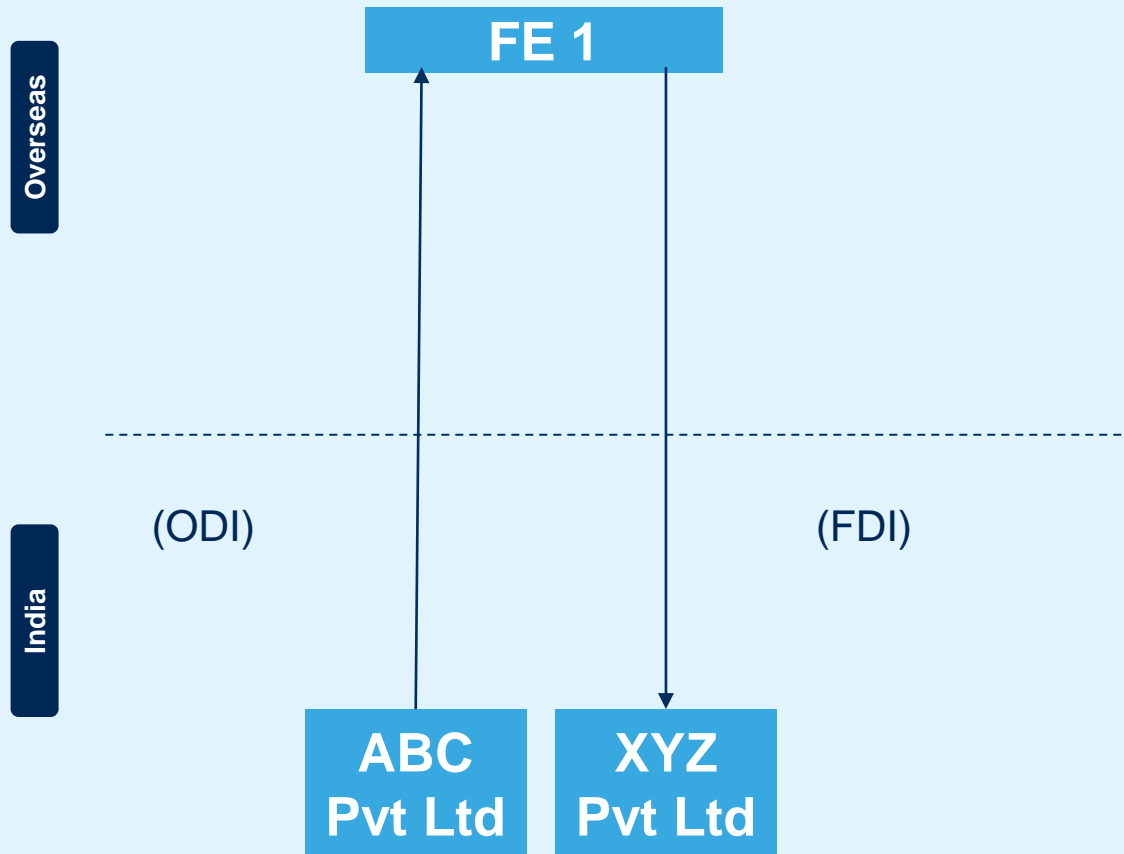 FE 1
Overseas
(ODI)
(FDI)
India
ABC
Pvt Ltd
XYZ
Pvt Ltd